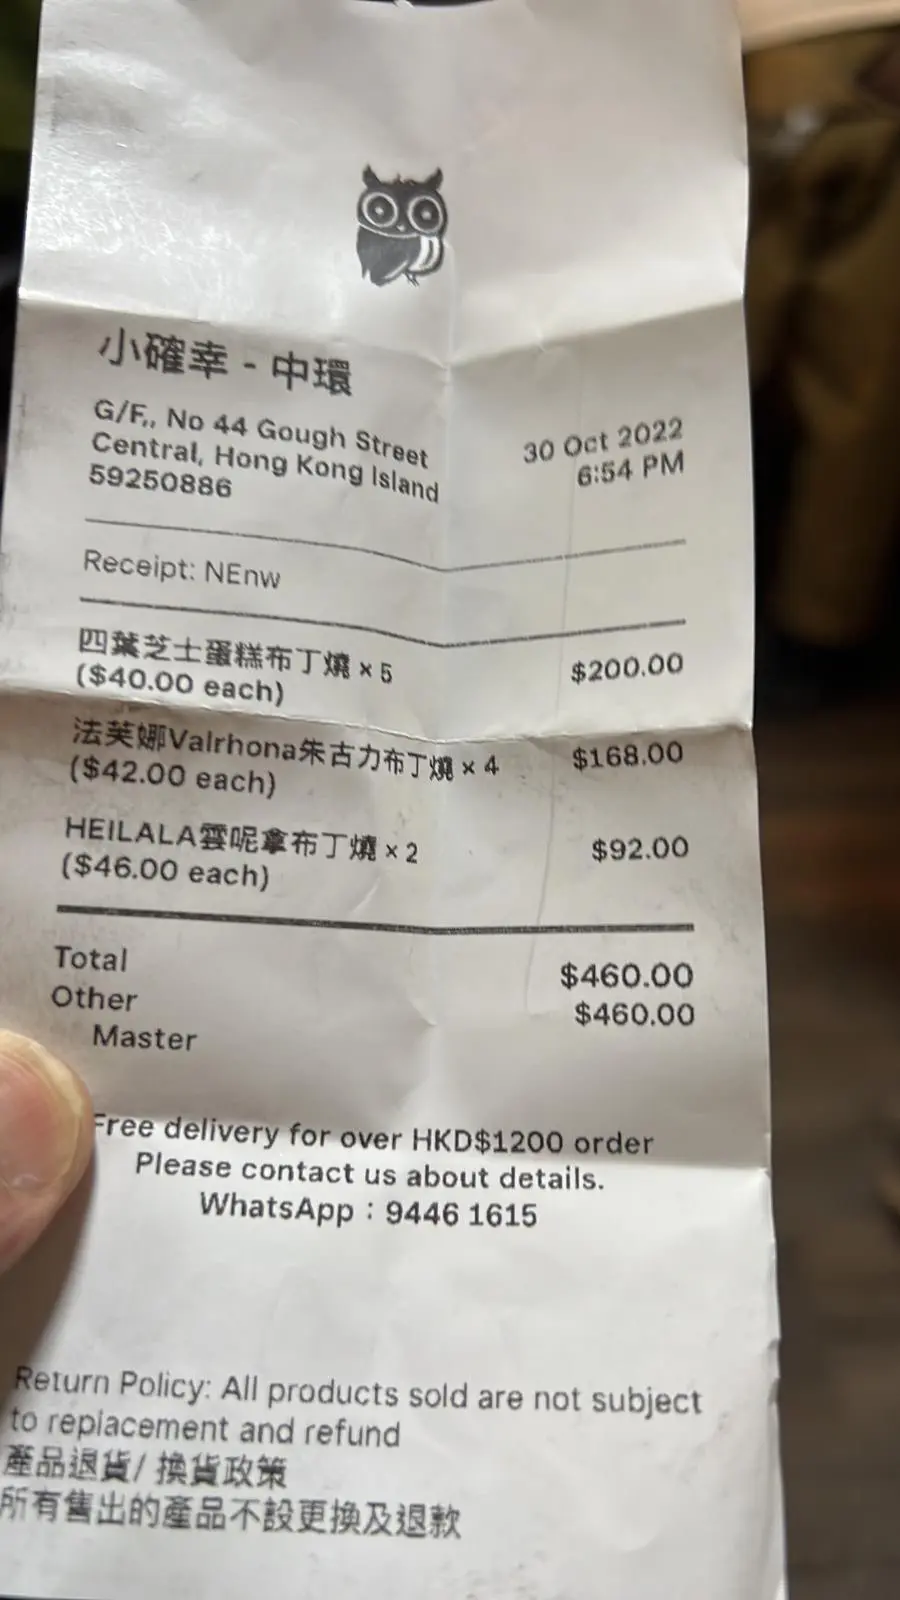 小確幸 - 中環
G/F,, No 44 Gough Street
Central, Hong Kong Island
59250886
30 Oct 2022
6:54 PM
Receipt: NEnw
四葉芝士蛋糕布丁燒 × 5 $200.00
($40.00 each)
法芙娜Valrhona朱古力布丁燒 × 4 $168.00
($42.00 each)
HEILALA雲呢拿布丁燒 × 2 $92.00
($46.00 each)
Total $460.00
Other $460.00
Master
Free delivery for over HKD$1200 order
Please contact us about details.
WhatsApp：9446 1615
Return Policy: All products sold are not subject
to replacement and refund
產品退貨/ 換貨政策
所有售出的產品不設更換及退款